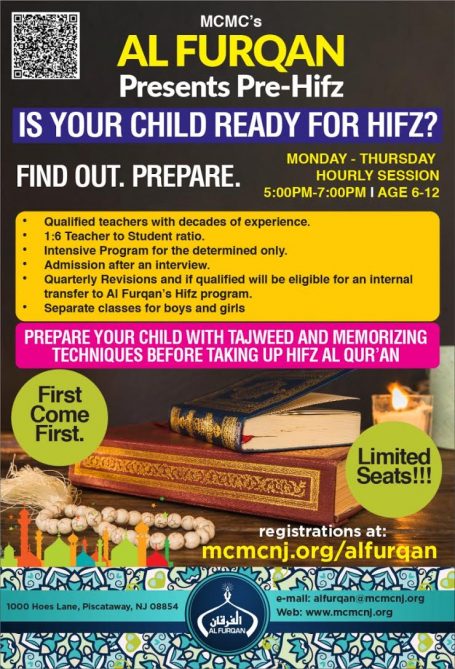 MCMC's
AL FURQAN
Presents Pre-Hifz
IS YOUR CHILD READY FOR HIFZ?
FIND OUT. PREPARE.
MONDAY - THURSDAY
HOURLY SESSION
5:00PM-7:00PM I AGE 6-12
• Qualified teachers with decades of experience.
• 1:6 Teacher to Student ratio.
• Intensive Program for the determined only.
• Admission after an interview.
• Quarterly Revisions and if qualified will be eligible for an internal
transfer to Al Furqan's Hifz program.
• Separate classes for boys and girls
PREPARE YOUR CHILD WITH TAJWEED AND MEMORIZING
TECHNIQUES BEFORE TAKING UP HIFZ AL QUR'AN
First
Come
First.
Limited
Seats!!!
registrations at:
mcmcnj.org/alfurqan
1000 Hoes Lane, Piscataway, NJ 08854
الفرقان
AL FURQAN
e-mail: alfurqan@mcmcnj.org
Web: www.mcmcnj.org